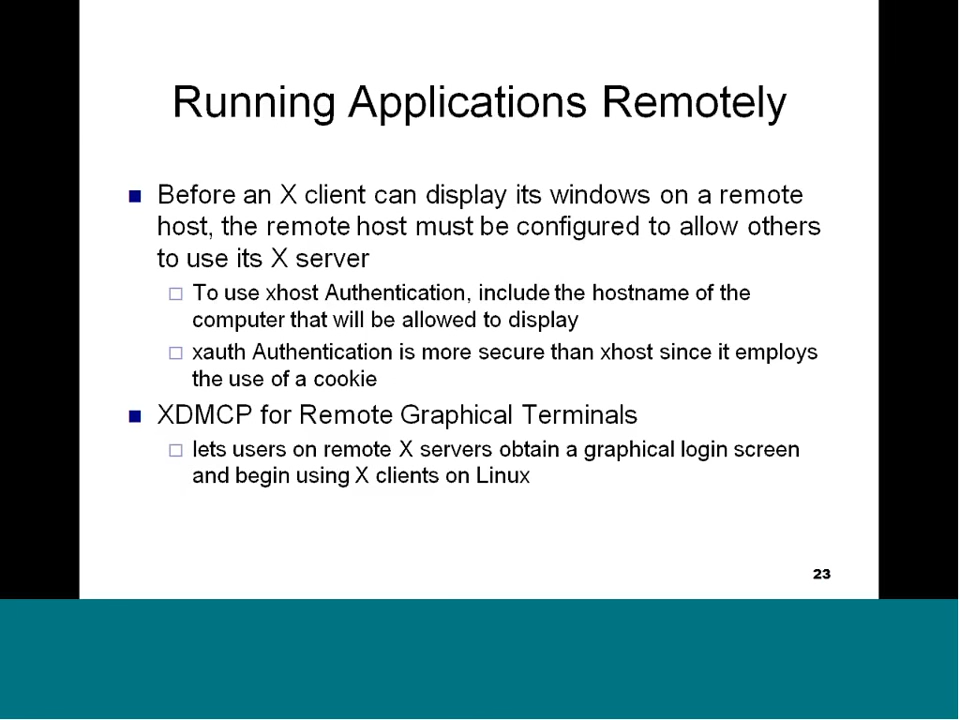 Running Applications Remotely
Before an X client can display its windows on a remote
host, the remote host must be configured to allow others
to use its X server
To use xhost Authentication, include the hostname of the
computer that will be allowed to display
xauth Authentication is more secure than xhost since it employs
the use of a cookie
XDMCP for Remote Graphical Terminals
lets users on remote X servers obtain a graphical login screen
and begin using X clients on Linux
23